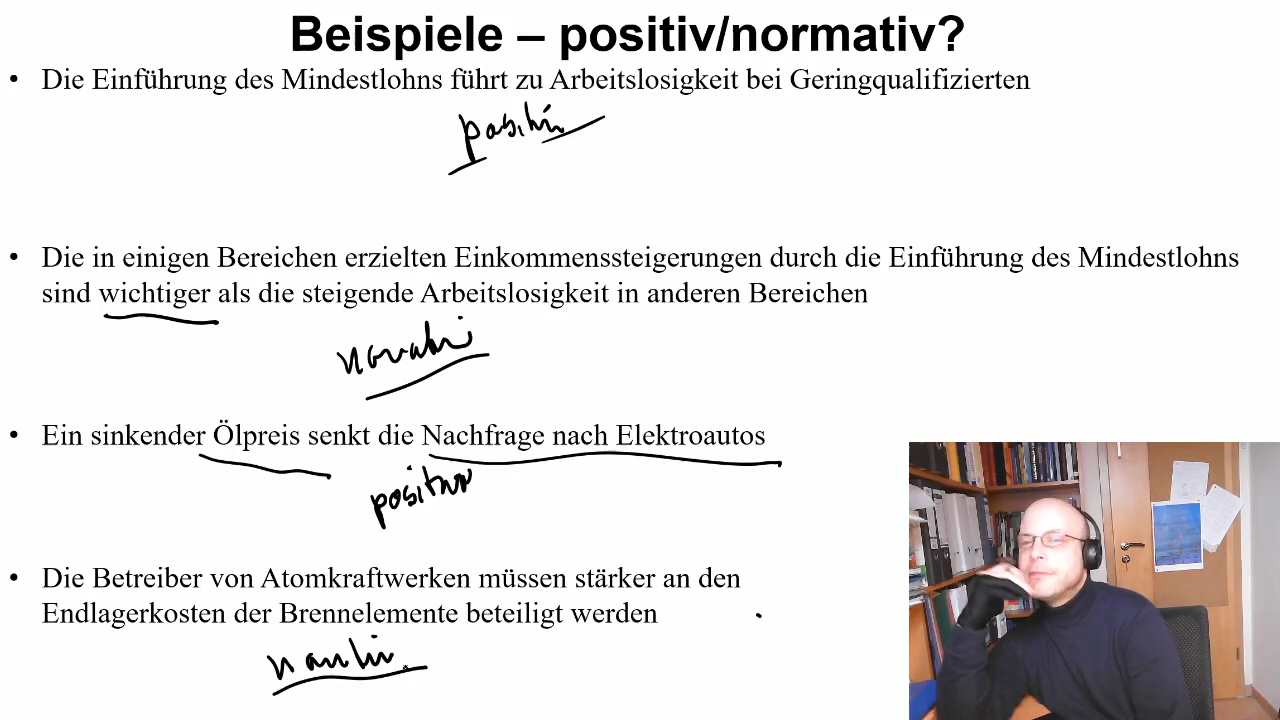 Beispiele – positiv/normativ?
• Die Einführung des Mindestlohns führt zu Arbeitslosigkeit bei Geringqualifizierten
positiv
• Die in einigen Bereichen erzielten Einkommenssteigerungen durch die Einführung des Mindestlohns
sind wichtiger als die steigende Arbeitslosigkeit in anderen Bereichen
• Ein sinkender Ölpreis senkt die Nachfrage nach Elektroautos
positiv
• Die Betreiber von Atomkraftwerken müssen stärker an den
Endlagerkosten der Brennelemente beteiligt werden